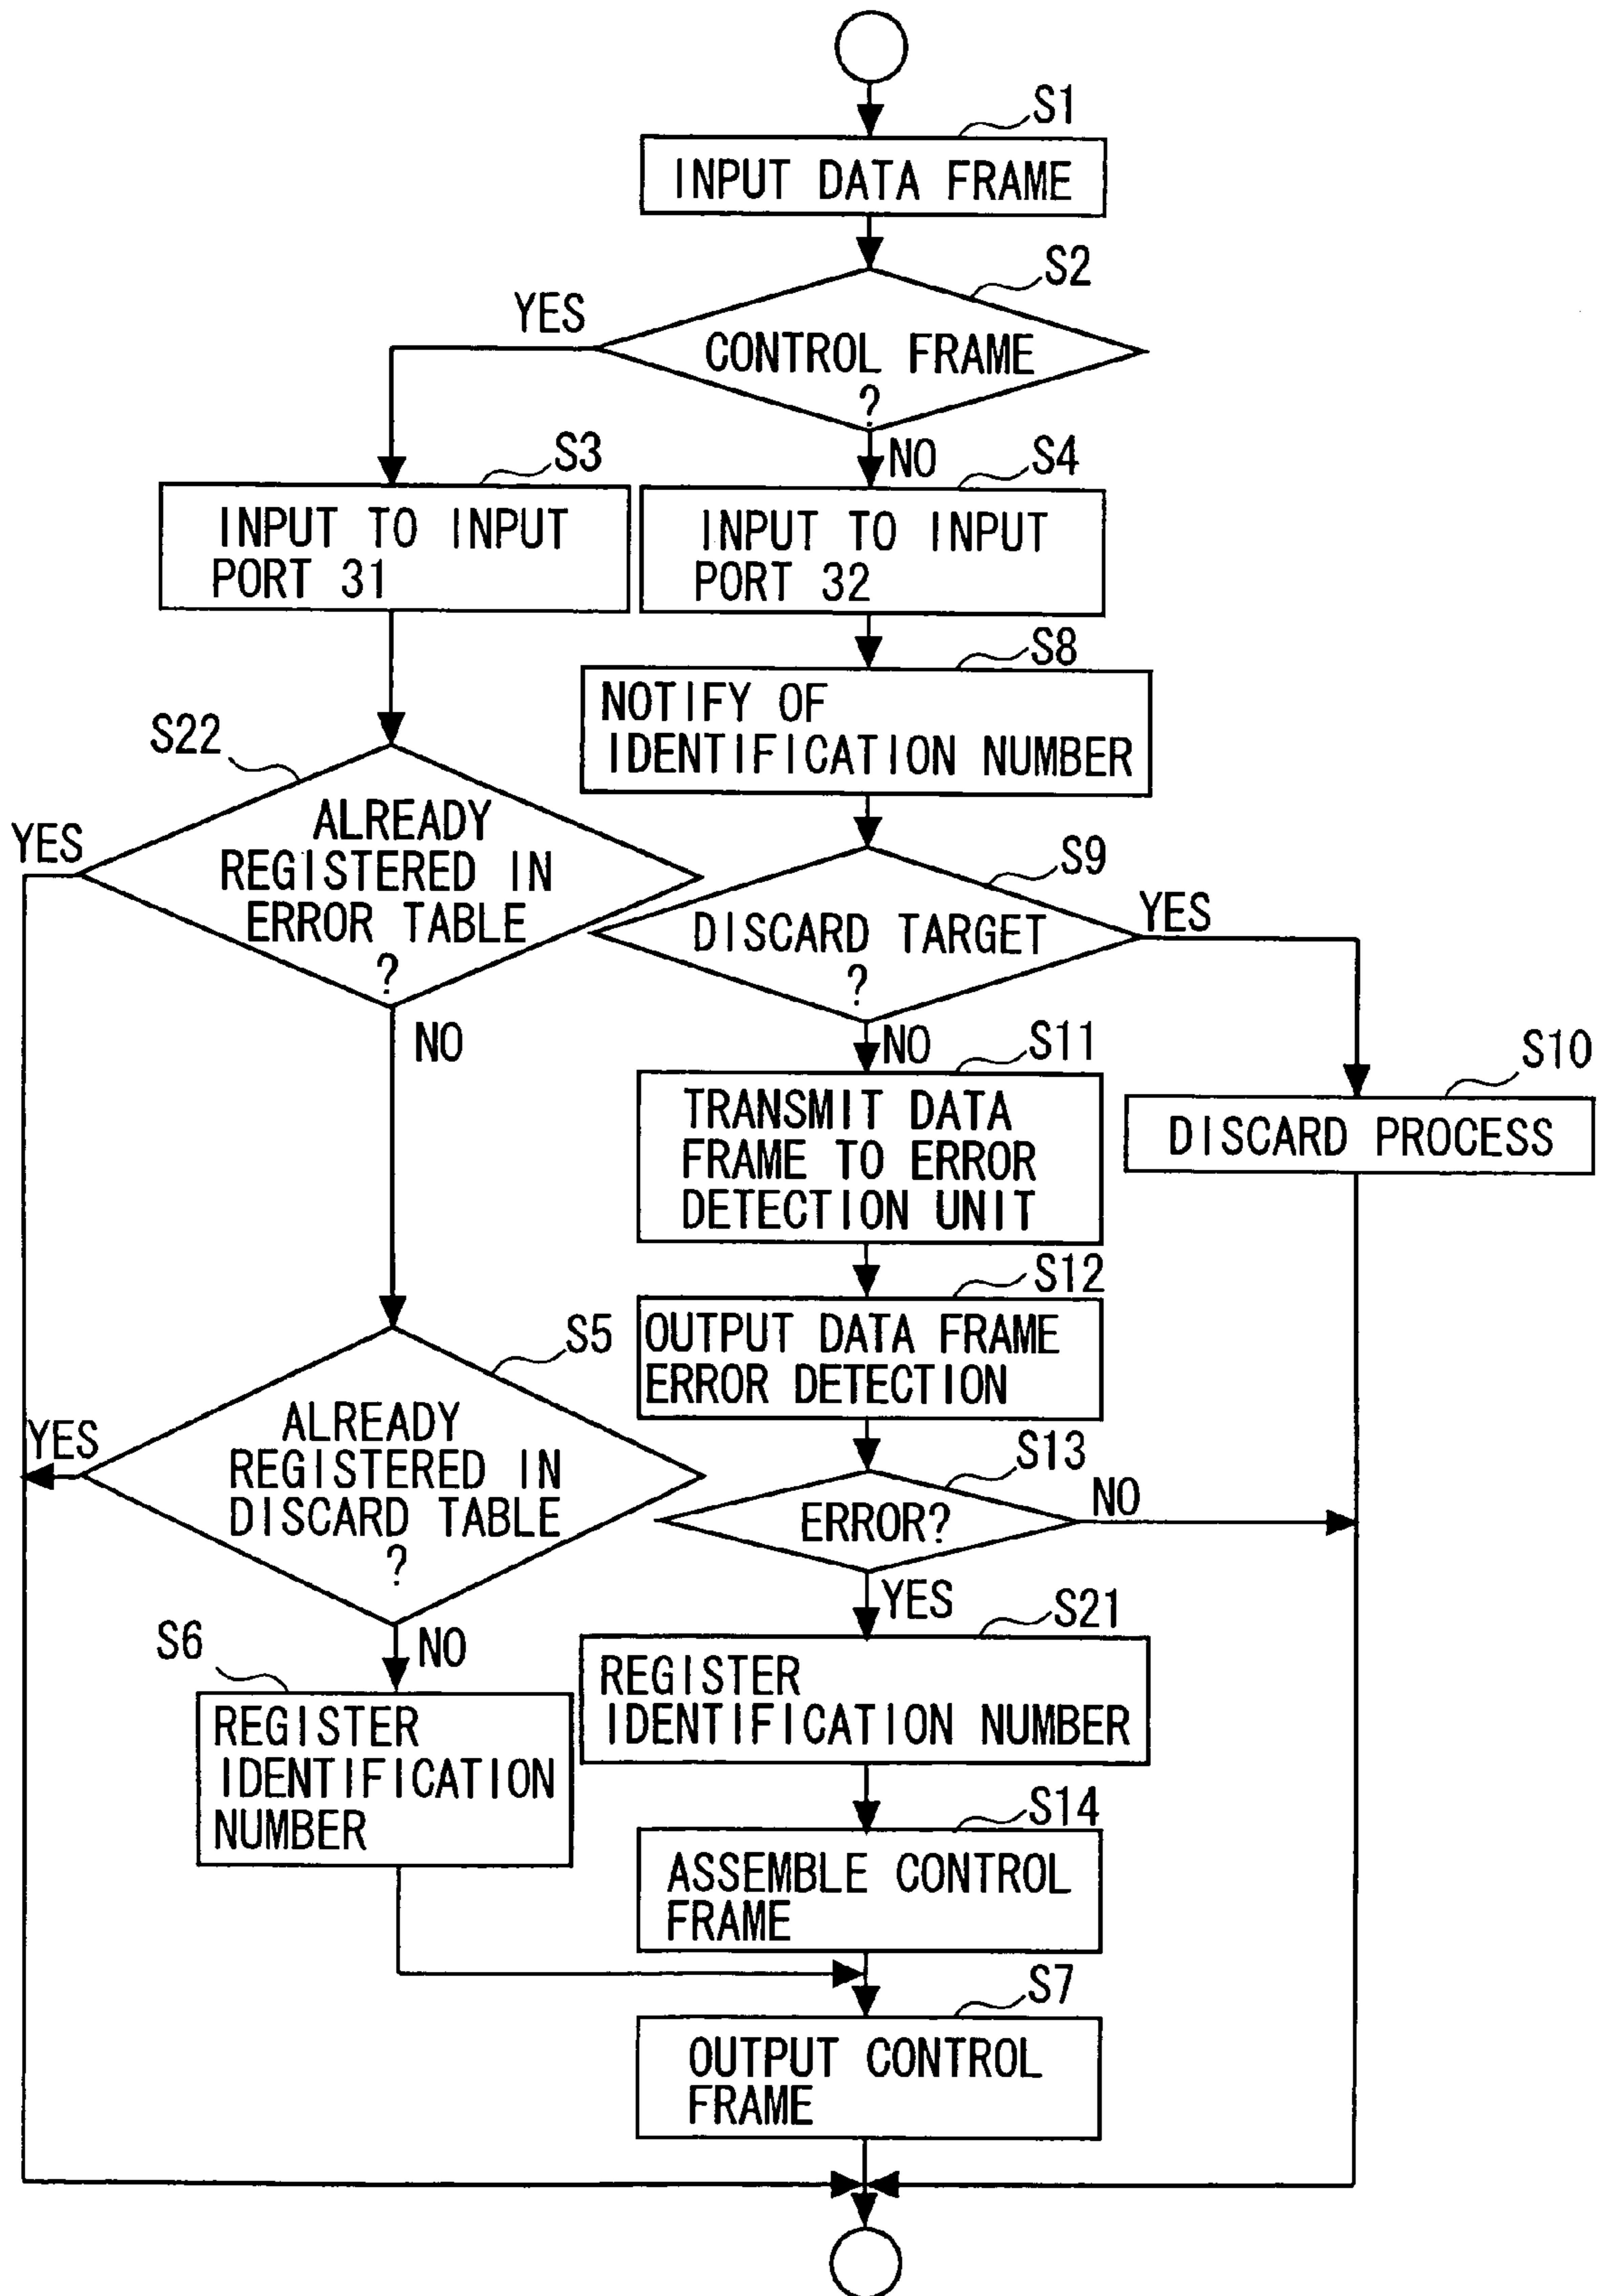 S1
INPUT DATA FRAME
S2
YES
CONTROL FRAME
?
NO
S3
S4
INPUT TO INPUT
PORT 31
INPUT TO INPUT
PORT 32
S8
NOTIFY OF
IDENTIFICATION NUMBER
S22
YES
ALREADY
REGISTERED IN
ERROR TABLE
?
NO
S9
YES
DISCARD TARGET
?
NO
S11
S10
TRANSMIT DATA
FRAME TO ERROR
DETECTION UNIT
DISCARD PROCESS
S12
OUTPUT DATA FRAME
ERROR DETECTION
S5
YES
ALREADY
REGISTERED IN
DISCARD TABLE
?
NO
S13
NO
ERROR?
YES
S6
S21
REGISTER
IDENTIFICATION
NUMBER
REGISTER
IDENTIFICATION NUMBER
S14
ASSEMBLE CONTROL
FRAME
S7
OUTPUT CONTROL
FRAME